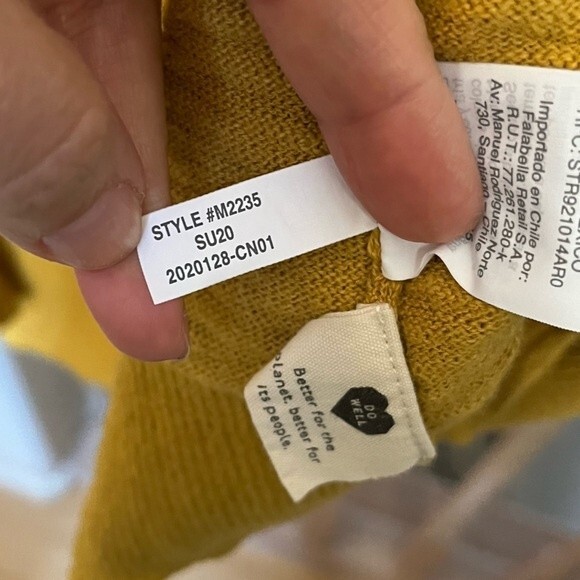 STYLE #M2235
SU20
2020128-CN01
Importado en Chile por:
Falabella Retail S.A.
R.U.T.: 77.261.280-
Av: Manuel Rodríguez N
730, Santiago
Chile
STR921014AR0
DO
WELL
Better for the
planet, better for
its people.